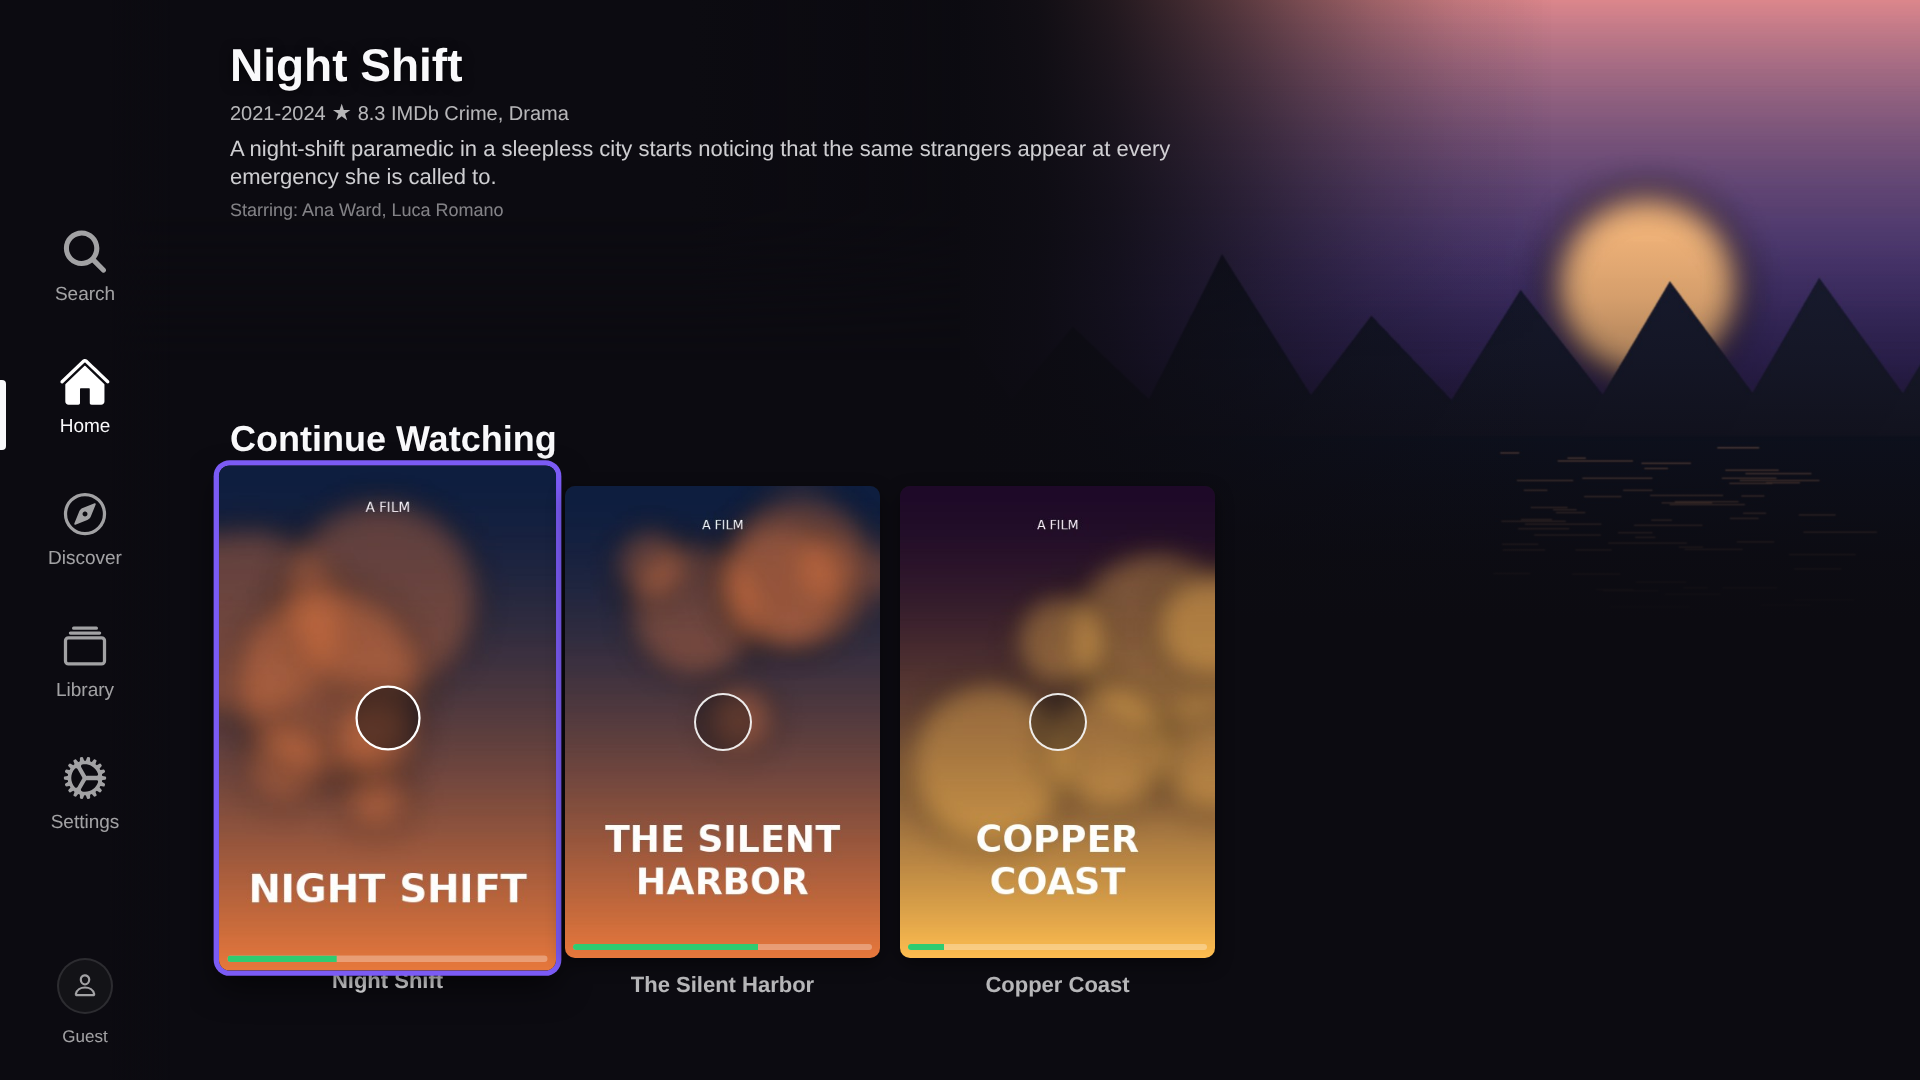 Night Shift
2021-2024 ★ 8.3 IMDb Crime, Drama
A night-shift paramedic in a sleepless city starts noticing that the same strangers appear at every
emergency she is called to.
Starring: Ana Ward, Luca Romano
Search
Home
Discover
Library
Settings
Guest
Continue Watching
A FILM
NIGHT SHIFT
Night Shift
A FILM
THE SILENT
HARBOR
The Silent Harbor
A FILM
COPPER
COAST
Copper Coast